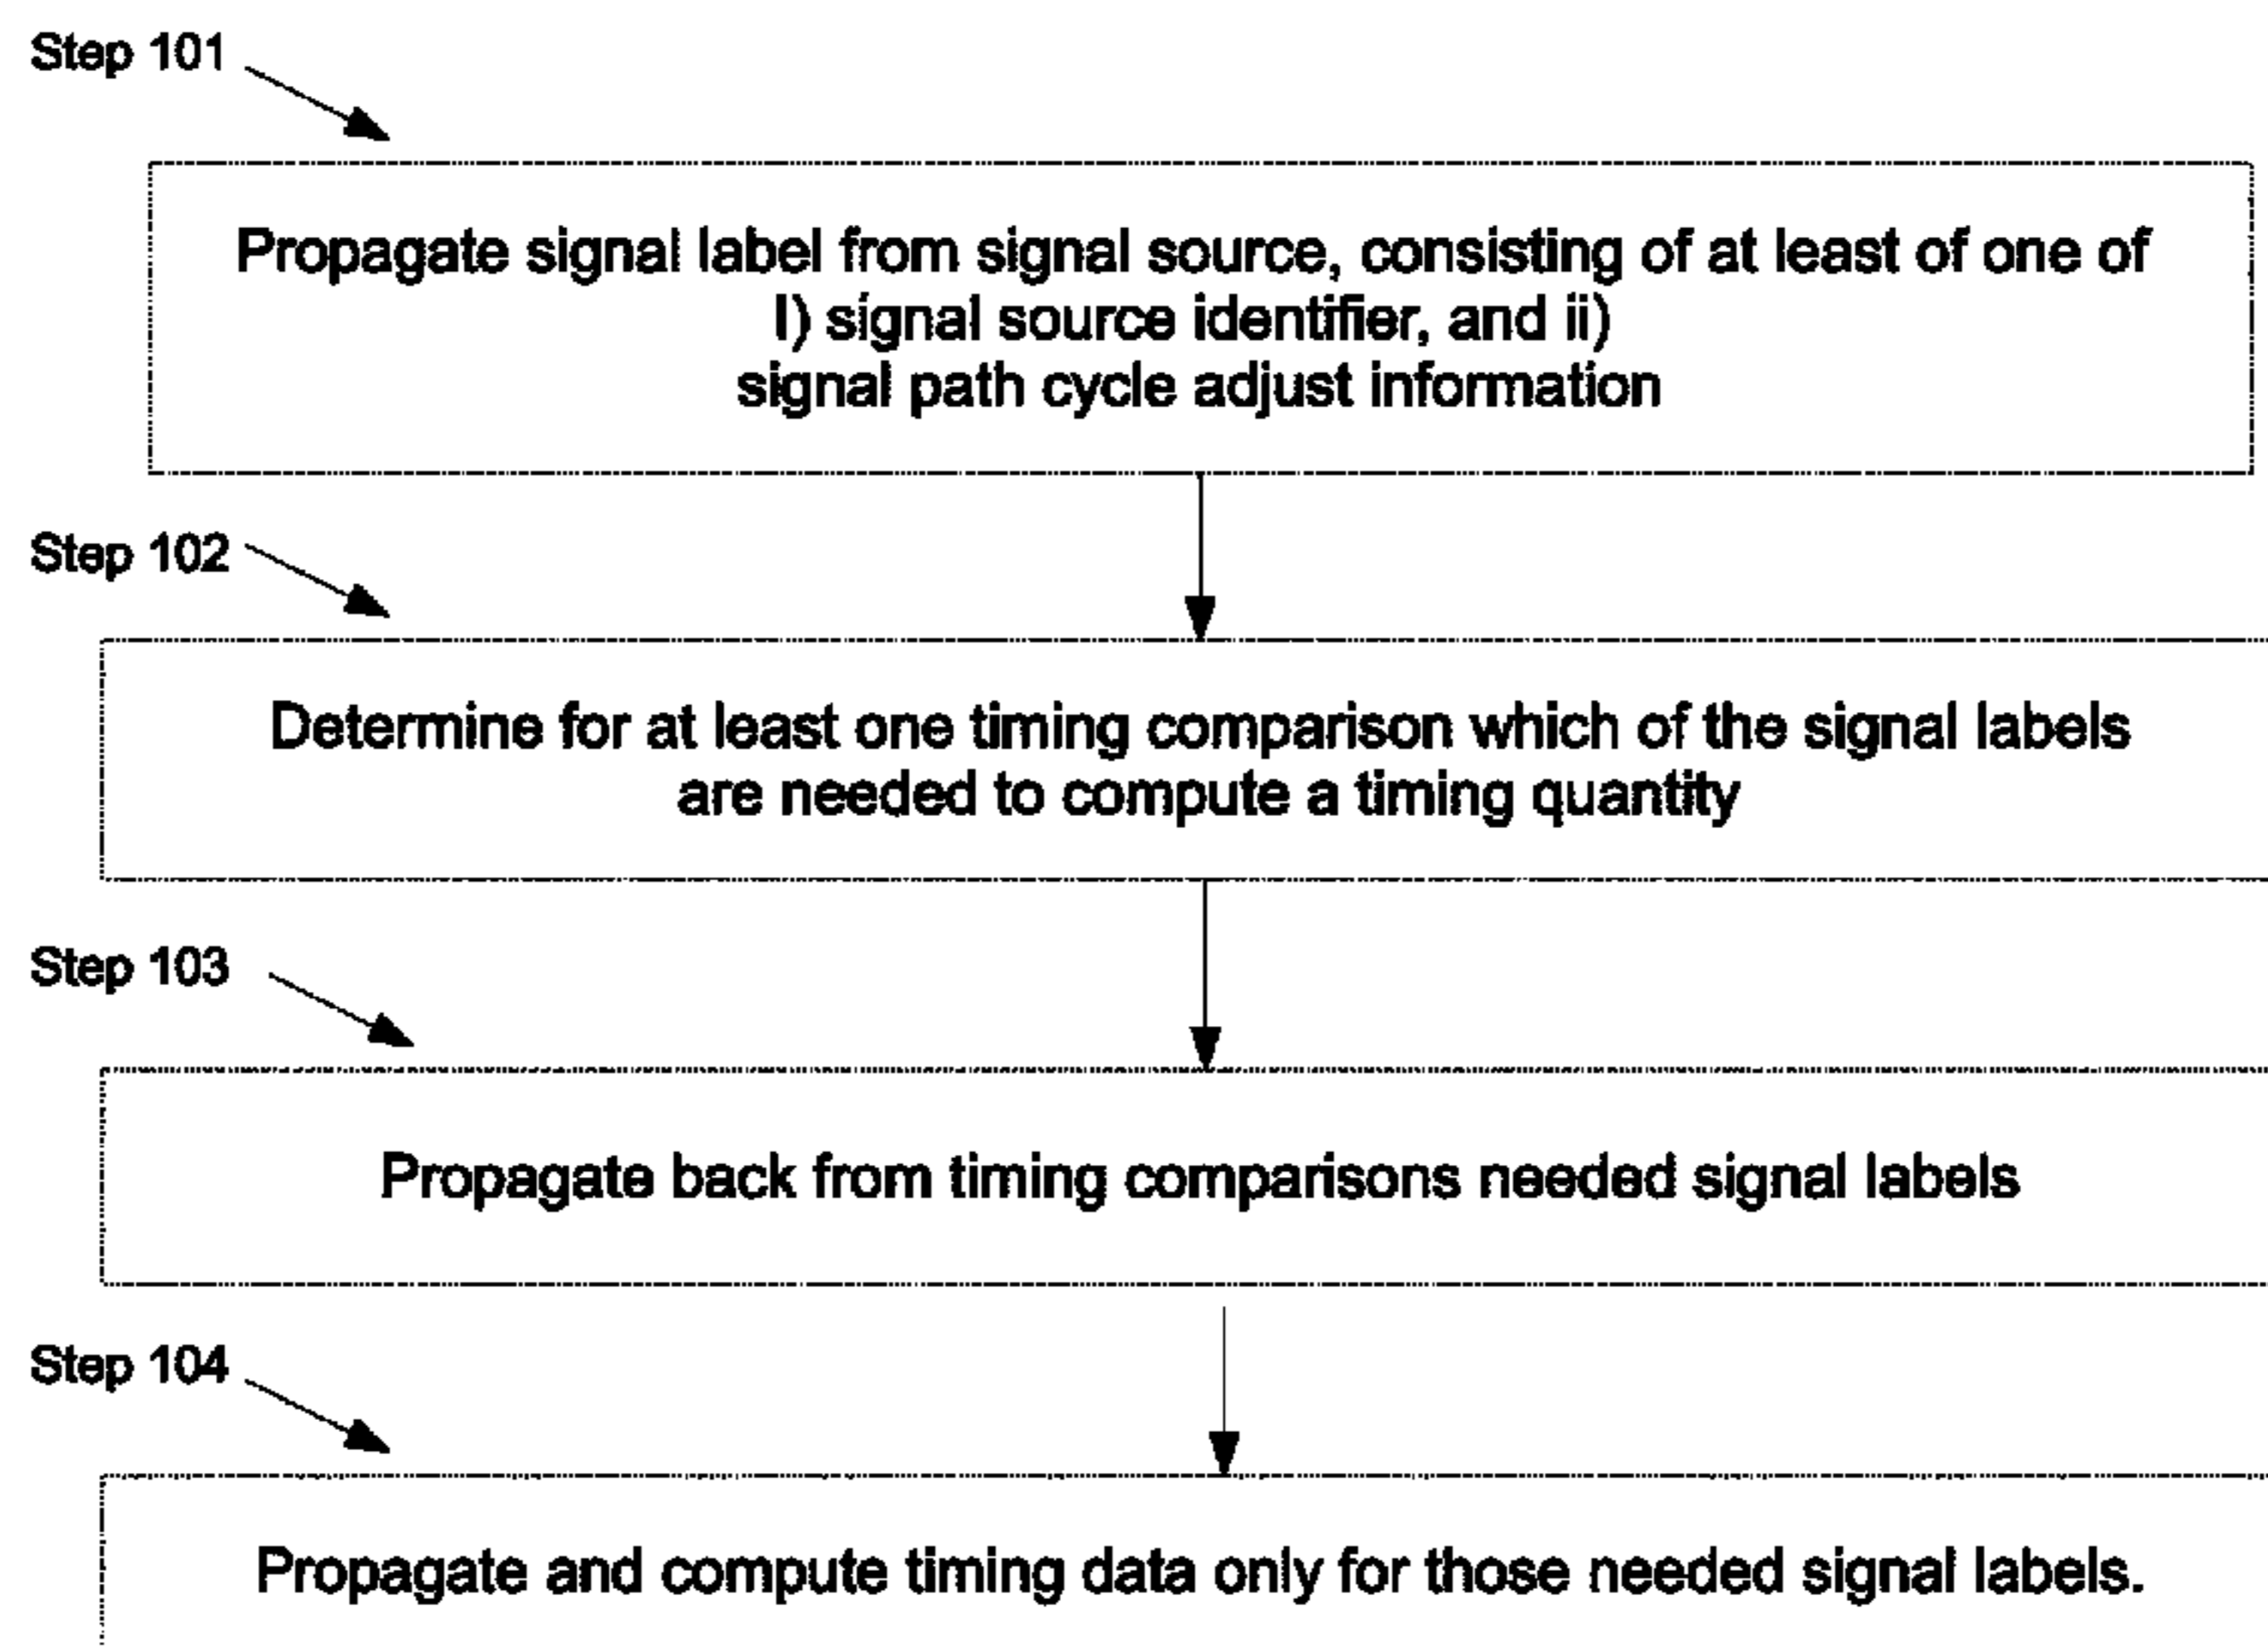 Step 101
Propagate signal label from signal source, consisting of at least of one of
I) signal source identifier, and ii)
signal path cycle adjust information
Step 102
Determine for at least one timing comparison which of the signal labels
are needed to compute a timing quantity
Step 103
Propagate back from timing comparisons needed signal labels
Step 104
Propagate and compute timing data only for those needed signal labels.